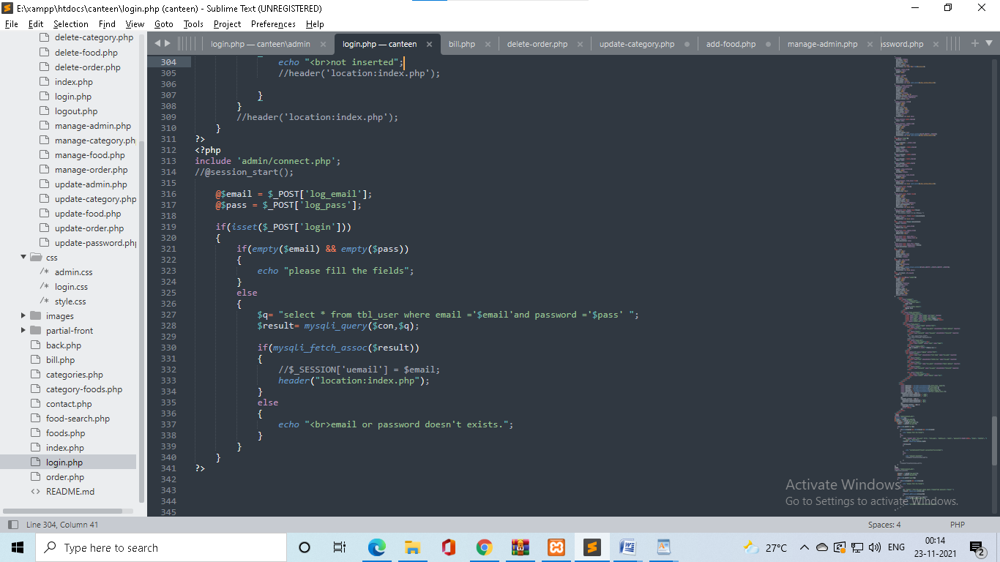 E:\xampp\htdocs\canteen\login.php (canteen) - Sublime Text (UNREGISTERED)
File Edit Selection Find View Goto Tools Project Preferences Help
delete-category.php
delete-food.php
delete-order.php
index.php
login.php
logout.php
manage-admin.php
manage-category.ph
manage-food.php
manage-order.php
update-admin.php
update-category.php
update-food.php
update-order.php
update-password.php
css
/* admin.css
/* login.css
/* style.css
images
partial-front
back.php
bill.php
categories.php
category-foods.php
contact.php
food-search.php
foods.php
index.php
login.php
order.php
<> README.md
login.php — canteen\admin × login.php — canteen × bill.php × delete-order.php × update-category.php add-food.php manage-admin.php × ssword.php ×
304 echo "<br>not inserted";
305 //header('location:index.php');
306
307 }
308 }
309 //header('location:index.php');
310 }
311 ?>
312 <?php
313 include 'admin/connect.php';
314 //@session_start();
315
316 @$email = $_POST['log_email'];
317 @$pass = $_POST['log_pass'];
318
319 if(isset($_POST['login']))
320 {
321 if(empty($email) && empty($pass))
322 {
323 echo "please fill the fields";
324 }
325 else
326 {
327 $q= "select * from tbl_user where email ='$email'and password ='$pass' ";
328 $result= mysqli_query($con,$q);
329
330 if(mysqli_fetch_assoc($result))
331 {
332 //$_SESSION['uemail'] = $email;
333 header("location:index.php");
334 }
335 else
336 {
337 echo "<br>email or password doesn't exists.";
338 }
339 }
340 }
341 ?>
342
343
344
345
Activate Windows
Go to Settings to activate Windows.
Line 304, Column 41 Spaces: 4 PHP
Type here to search
27°C ENG 00:14
23-11-2021
2